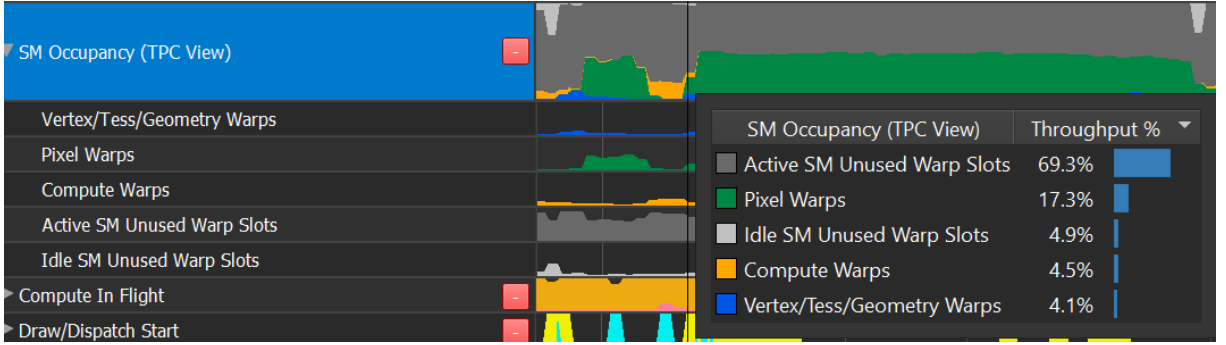 SM Occupancy (TPC View)
Vertex/Tess/Geometry Warps
Pixel Warps
Compute Warps
Active SM Unused Warp Slots
Idle SM Unused Warp Slots
Compute In Flight
Draw/Dispatch Start
SM Occupancy (TPC View) Throughput %
Active SM Unused Warp Slots 69.3%
Pixel Warps 17.3%
Idle SM Unused Warp Slots 4.9%
Compute Warps 4.5%
Vertex/Tess/Geometry Warps 4.1%